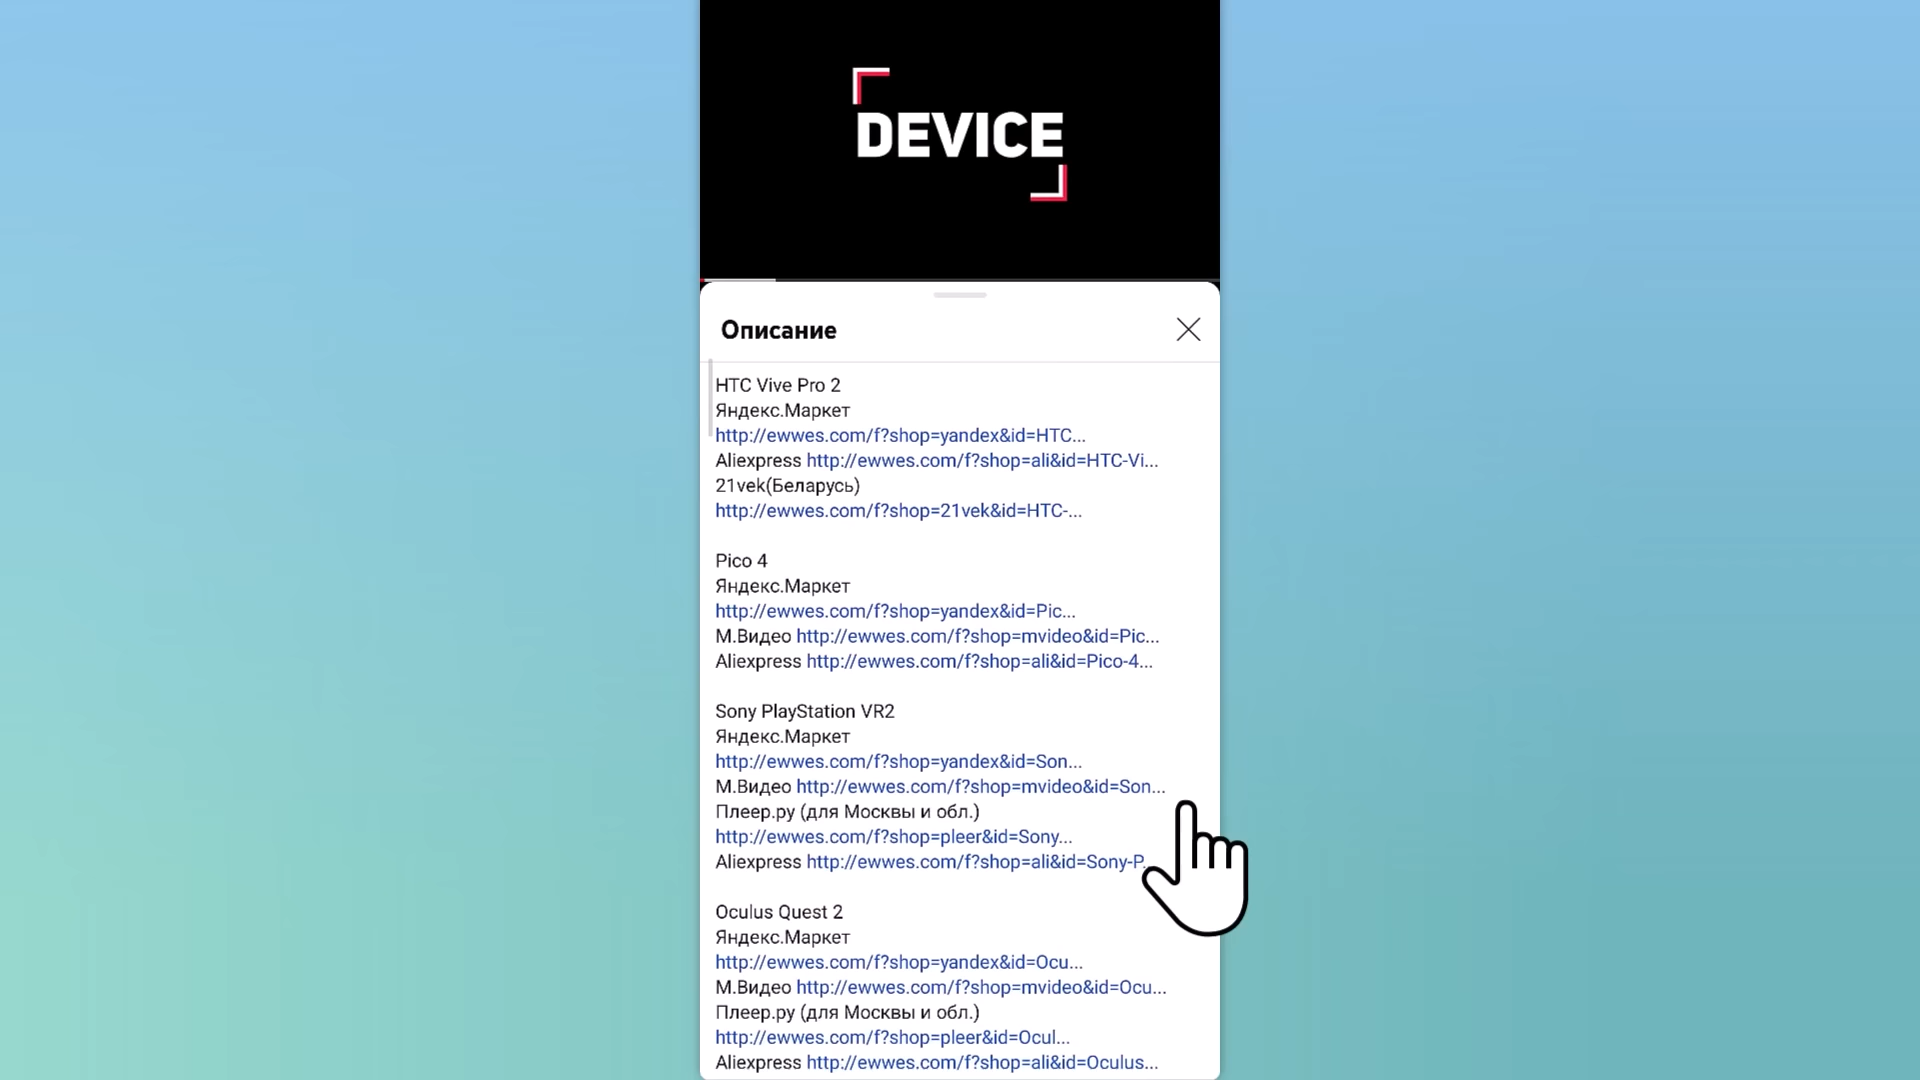 DEVICE
Описание
HTC Vive Pro 2
Яндекс.Маркет
http://ewwes.com/f?shop=yandex&id=HTC...
Aliexpress http://ewwes.com/f?shop=ali&id=HTC-Vi...
21vek(Беларусь)
http://ewwes.com/f?shop=21vek&id=HTC-...
Pico 4
Яндекс.Маркет
http://ewwes.com/f?shop=yandex&id=Pic...
М.Видео http://ewwes.com/f?shop=mvideo&id=Pic...
Aliexpress http://ewwes.com/f?shop=ali&id=Pico-4...
Sony PlayStation VR2
Яндекс.Маркет
http://ewwes.com/f?shop=yandex&id=Son...
М.Видео http://ewwes.com/f?shop=mvideo&id=Son...
Плеер.ру (для Москвы и обл.)
http://ewwes.com/f?shop=pleer&id=Sony...
Aliexpress http://ewwes.com/f?shop=ali&id=Sony-P...
Oculus Quest 2
Яндекс.Маркет
http://ewwes.com/f?shop=yandex&id=Ocu...
М.Видео http://ewwes.com/f?shop=mvideo&id=Ocu...
Плеер.ру (для Москвы и обл.)
http://ewwes.com/f?shop=pleer&id=Ocul...
Aliexpress http://ewwes.com/f?shop=ali&id=Oculus...